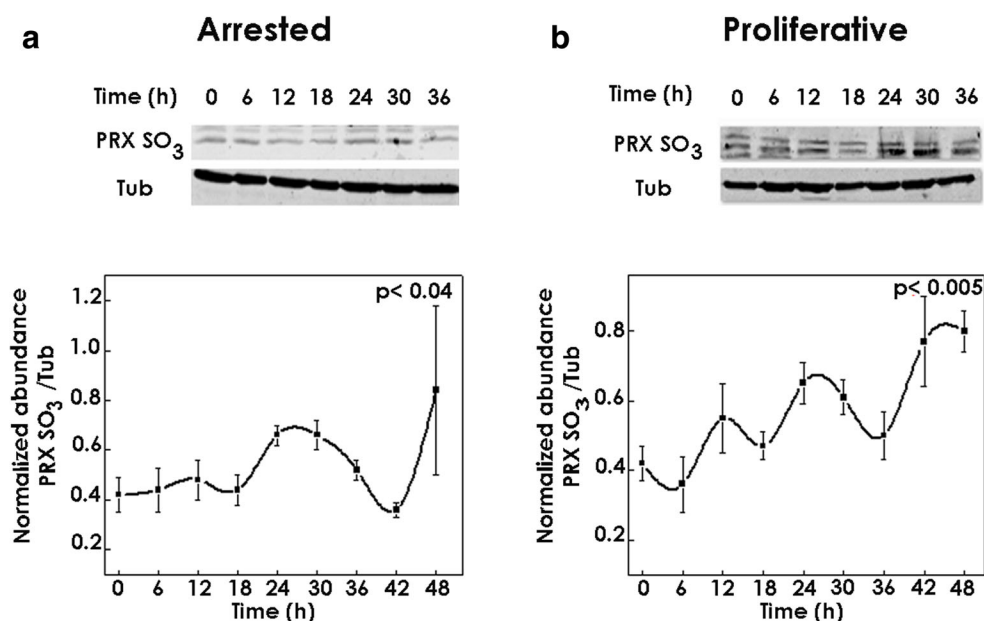 a Arrested
Time (h) 0 6 12 18 24 30 36
PRX SO3
Tub
Normalized abundance
PRX SO3 /Tub
p< 0.04
1.2
1.0
0.8
0.6
0.4
0.2
0 6 12 18 24 30 36 42 48
Time (h)
b Proliferative
Time (h) 0 6 12 18 24 30 36
PRX SO3
Tub
Normalized abundance
PRX SO3 /Tub
p< 0.005
0.8
0.6
0.4
0.2
0 6 12 18 24 30 36 42 48
Time (h)